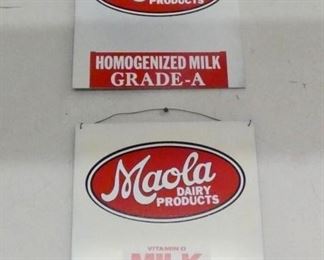 PRODUCTS
HOMOGENIZED MILK
GRADE-A
Maola
DAIRY
PRODUCTS
VITAMIN D
MILK